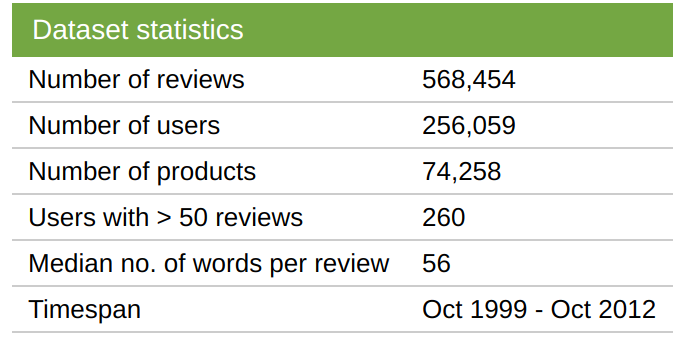 Dataset statistics
Number of reviews 568,454
Number of users 256,059
Number of products 74,258
Users with > 50 reviews 260
Median no. of words per review 56
Timespan Oct 1999 - Oct 2012